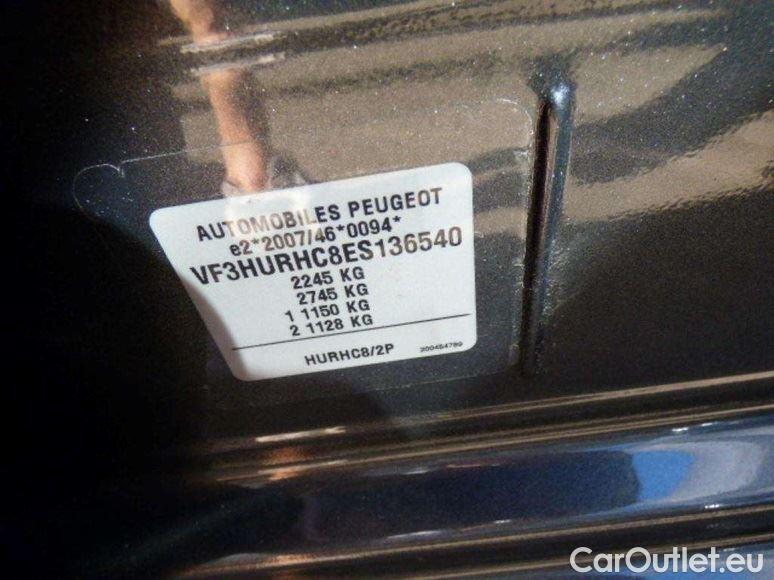 AUTOMOBILES PEUGEOT
e2*2007/46*0094*
VF3HURHC8ES136540
2245 KG
2745 KG
1 1150 KG
2 1128 KG
HURHC8/2P 200454789
CarOutlet.eu